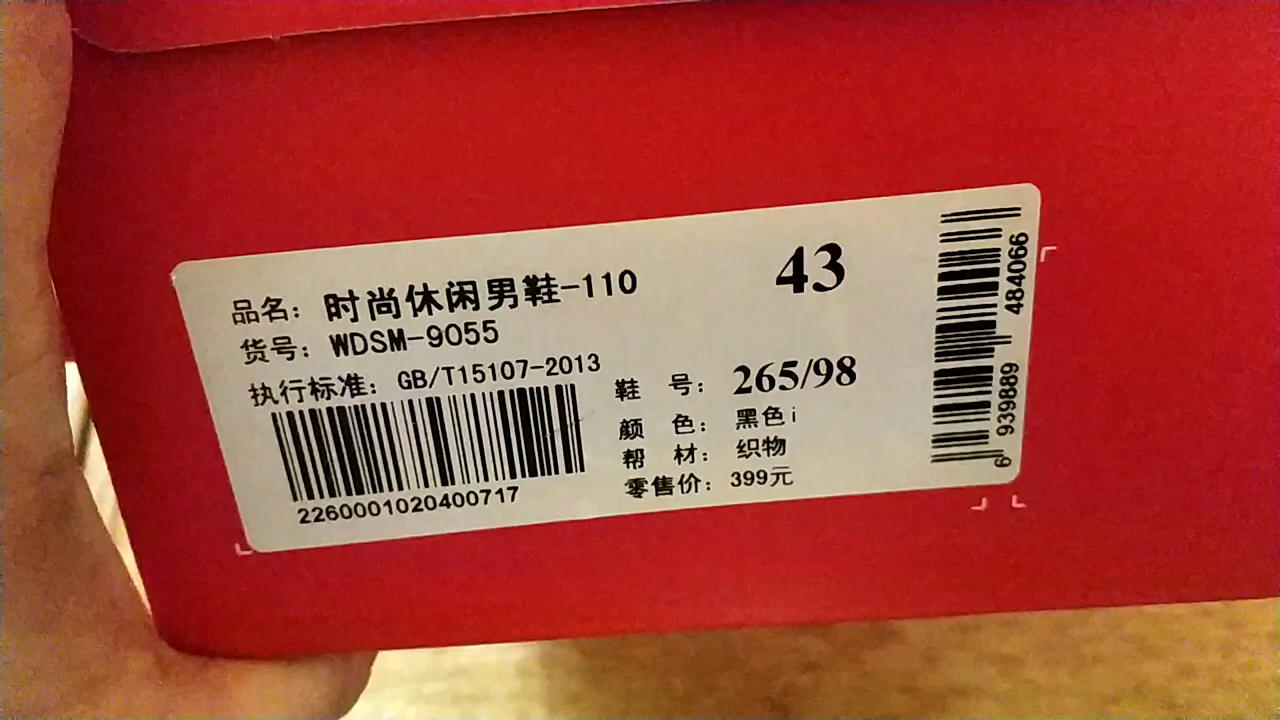 品名: 时尚休闲男鞋-110
43
货号: WDSM-9055
执行标准: GB/T15107-2013
鞋 号: 265/98
颜 色: 黑色i
帮 材: 织物
零售价: 399元
2260001020400717
6 939889 484066